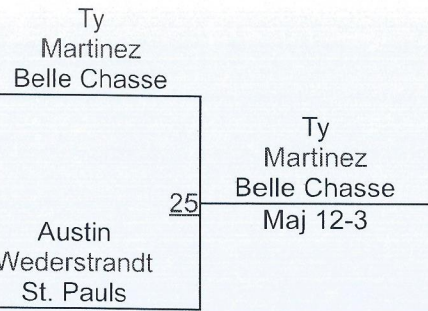 Ty
Martinez
Belle Chasse
25
Austin
Wederstrandt
St. Pauls
Ty
Martinez
Belle Chasse
Maj 12-3